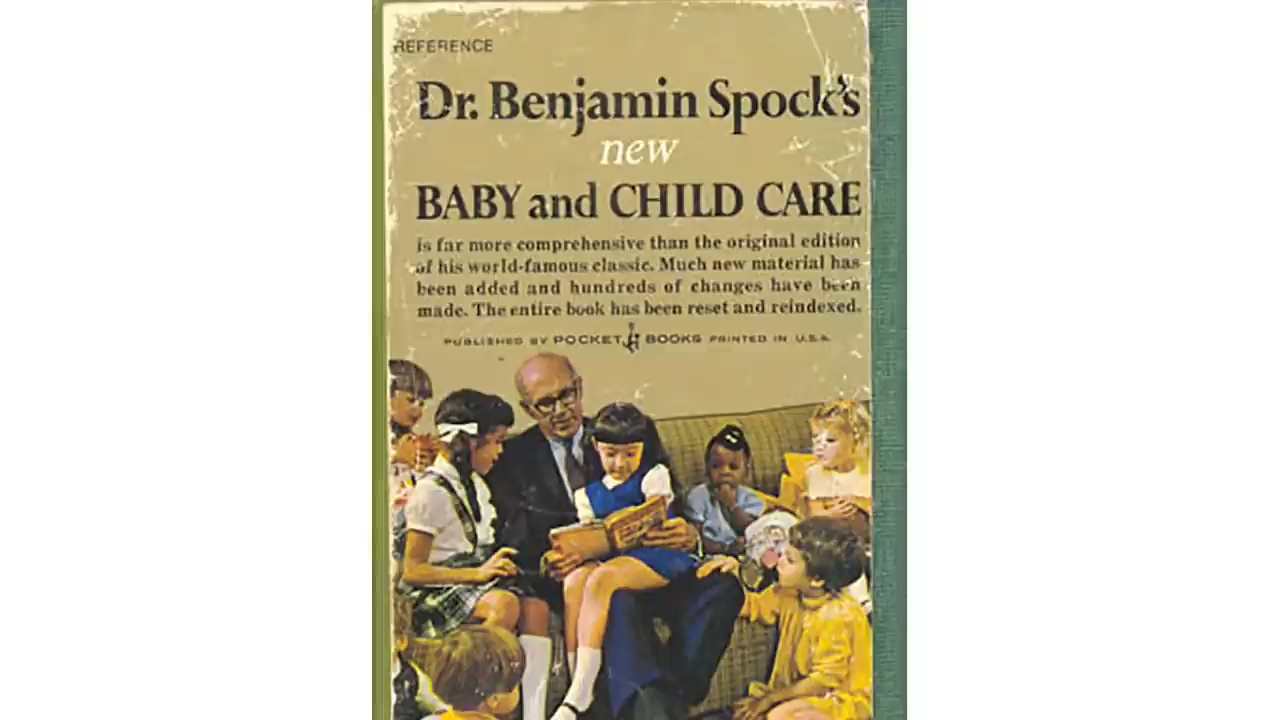 REFERENCE
Dr. Benjamin Spock's
new
BABY and CHILD CARE
is far more comprehensive than the original edition
of his world-famous classic. Much new material has
been added and hundreds of changes have been
made. The entire book has been reset and reindexed.
PUBLISHED BY POCKET BOOKS PRINTED IN U.S.A.